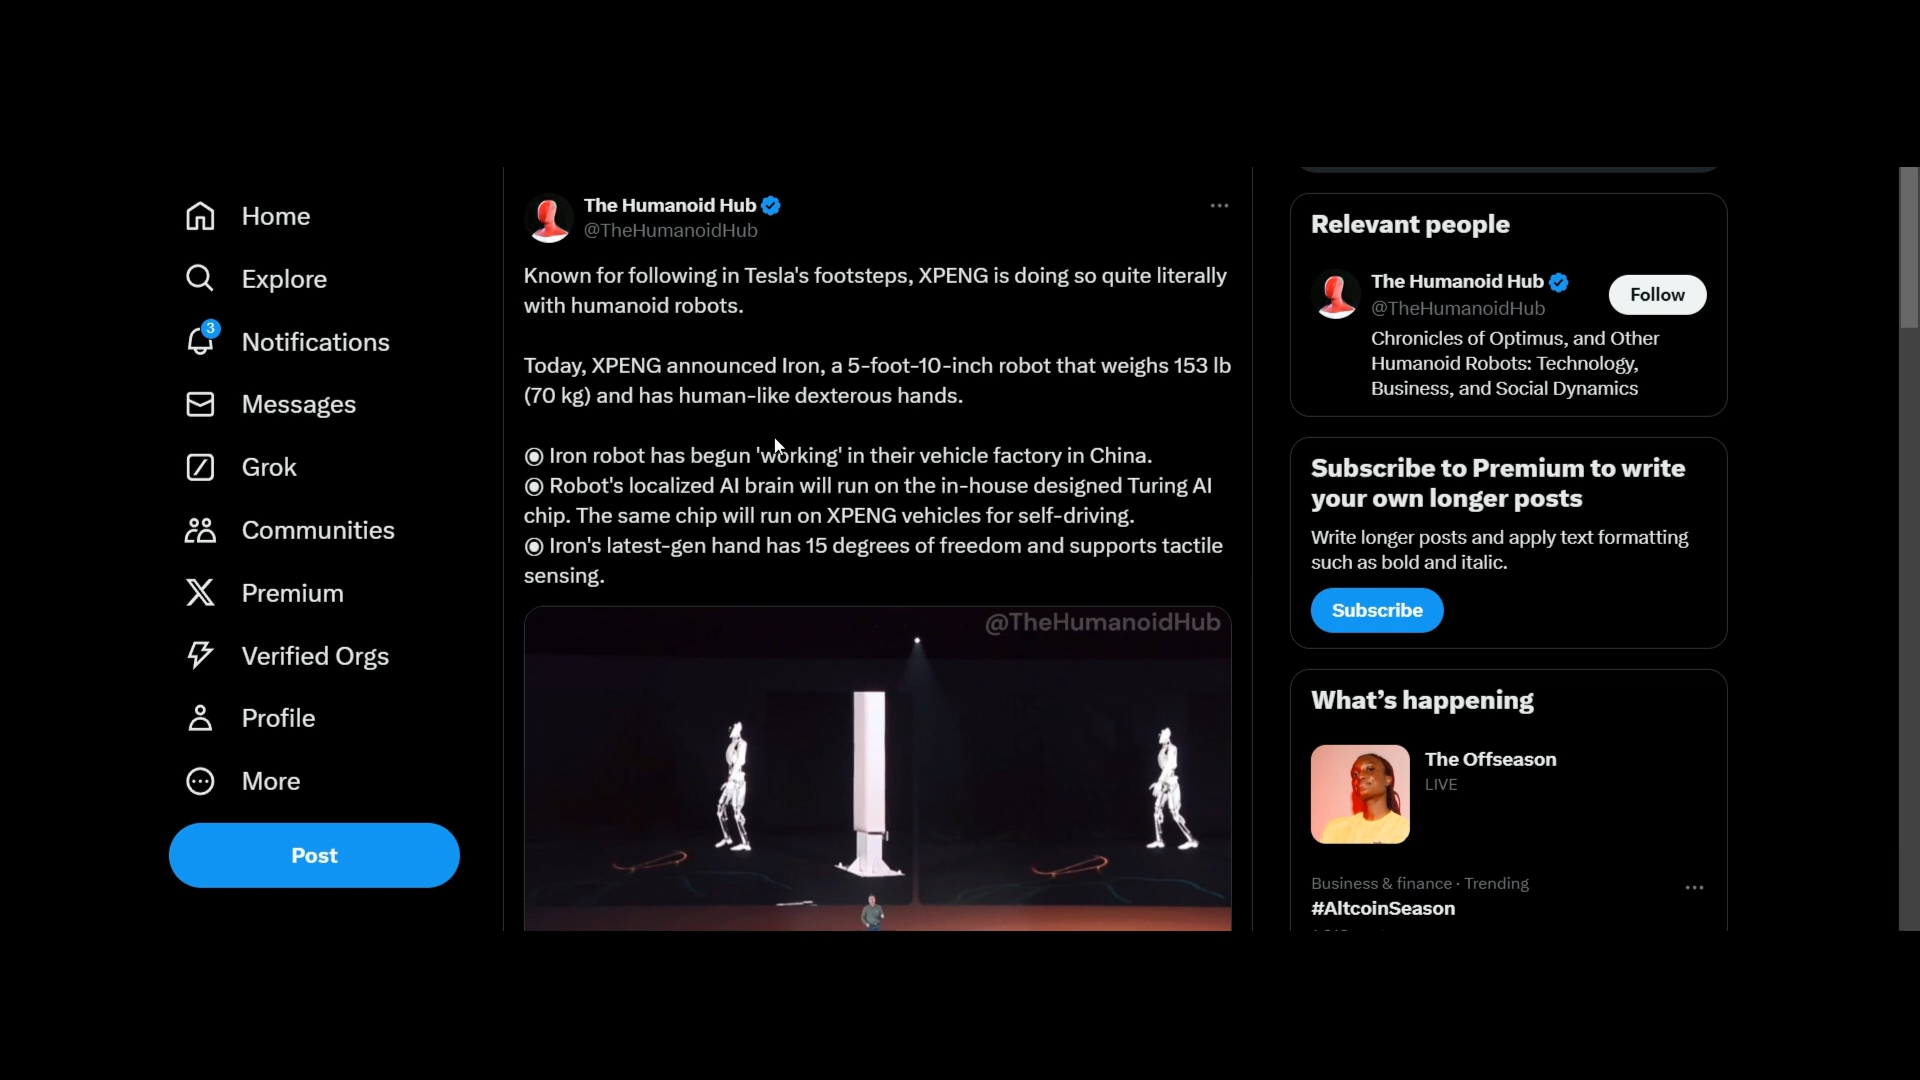 Home
Explore
3
Notifications
Messages
Grok
Communities
Premium
Verified Orgs
Profile
More
Post
The Humanoid Hub
@TheHumanoidHub
Known for following in Tesla's footsteps, XPENG is doing so quite literally
with humanoid robots.
Today, XPENG announced Iron, a 5-foot-10-inch robot that weighs 153 lb
(70 kg) and has human-like dexterous hands.
◉ Iron robot has begun 'working' in their vehicle factory in China.
◉ Robot's localized AI brain will run on the in-house designed Turing AI
chip. The same chip will run on XPENG vehicles for self-driving.
◉ Iron's latest-gen hand has 15 degrees of freedom and supports tactile
sensing.
@TheHumanoidHub
Relevant people
The Humanoid Hub
@TheHumanoidHub
Follow
Chronicles of Optimus, and Other
Humanoid Robots: Technology,
Business, and Social Dynamics
Subscribe to Premium to write
your own longer posts
Write longer posts and apply text formatting
such as bold and italic.
Subscribe
What's happening
The Offseason
LIVE
Business & finance · Trending
#AltcoinSeason